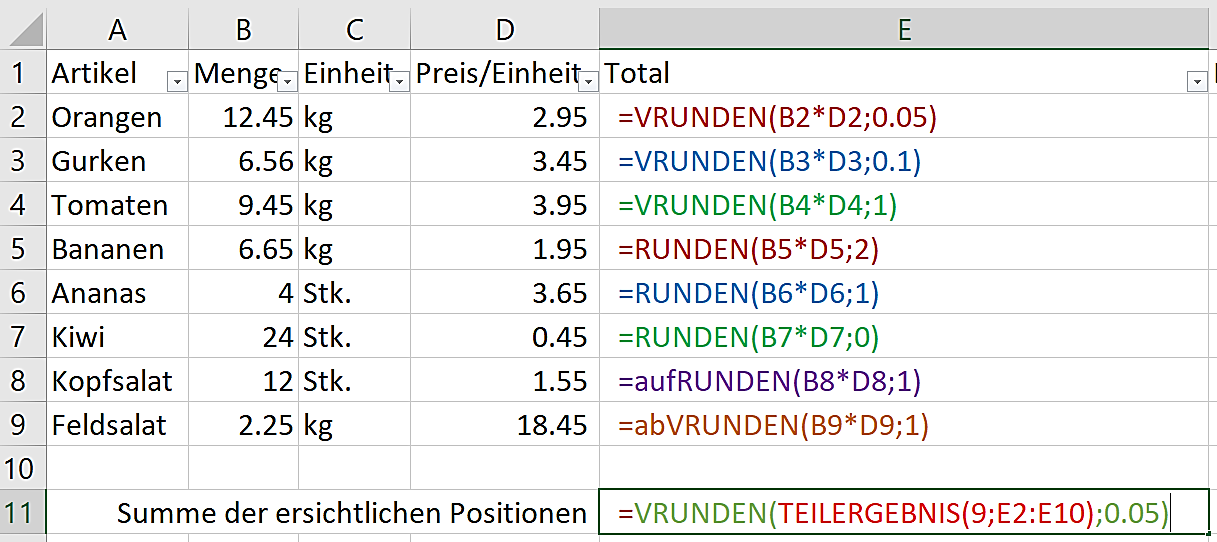 A B C D E
1 Artikel Menge Einheit Preis/Einheit Total
2 Orangen 12.45 kg 2.95 =VRUNDEN(B2*D2;0.05)
3 Gurken 6.56 kg 3.45 =VRUNDEN(B3*D3;0.1)
4 Tomaten 9.45 kg 3.95 =VRUNDEN(B4*D4;1)
5 Bananen 6.65 kg 1.95 =RUNDEN(B5*D5;2)
6 Ananas 4 Stk. 3.65 =RUNDEN(B6*D6;1)
7 Kiwi 24 Stk. 0.45 =RUNDEN(B7*D7;0)
8 Kopfsalat 12 Stk. 1.55 =aufRUNDEN(B8*D8;1)
9 Feldsalat 2.25 kg 18.45 =abVRUNDEN(B9*D9;1)
10
11 Summe der ersichtlichen Positionen =VRUNDEN(TEILERGEBNIS(9;E2:E10);0.05)